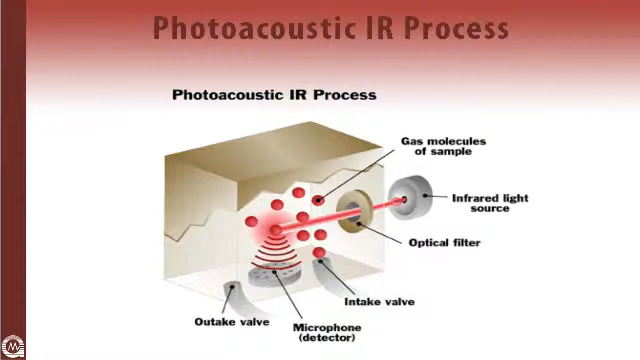 Photoacoustic IR Process
Photoacoustic IR Process
Gas molecules
of sample
Infrared light
source
Optical filter
Intake valve
Outake valve
Microphone
(detector)
M